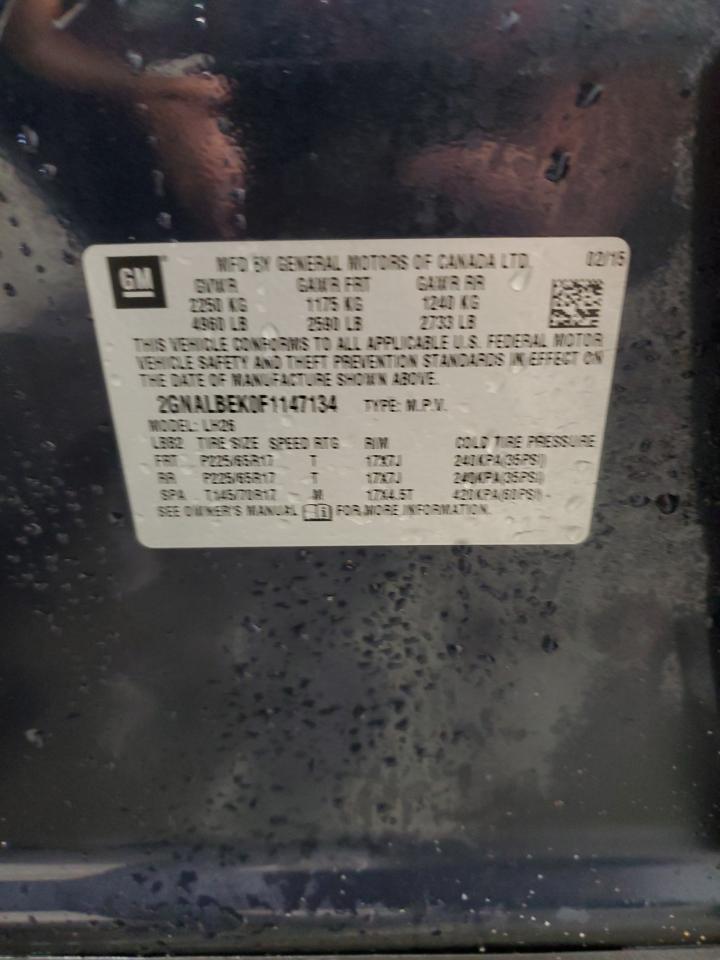 GM
MFD BY GENERAL MOTORS OF CANADA LTD. 02/15
GVWR GAWR FRT GAWR RR
2250 KG 1175 KG 1240 KG
4960 LB 2590 LB 2733 LB
THIS VEHICLE CONFORMS TO ALL APPLICABLE U.S. FEDERAL MOTOR
VEHICLE SAFETY AND THEFT PREVENTION STANDARDS IN EFFECT ON
THE DATE OF MANUFACTURE SHOWN ABOVE.
2GNALBEK0F1147134 TYPE: M.P.V.
MODEL: LH26
LBB2 TIRE SIZE SPEED RTG RIM COLD TIRE PRESSURE
FRT P225/65R17 T 17X7J 240KPA(35PSI)
RR P225/65R17 T 17X7J 240KPA(35PSI)
SPA T145/70R17 M 17X4.5T 420KPA(60PSI)
SEE OWNER'S MANUAL FOR MORE INFORMATION.